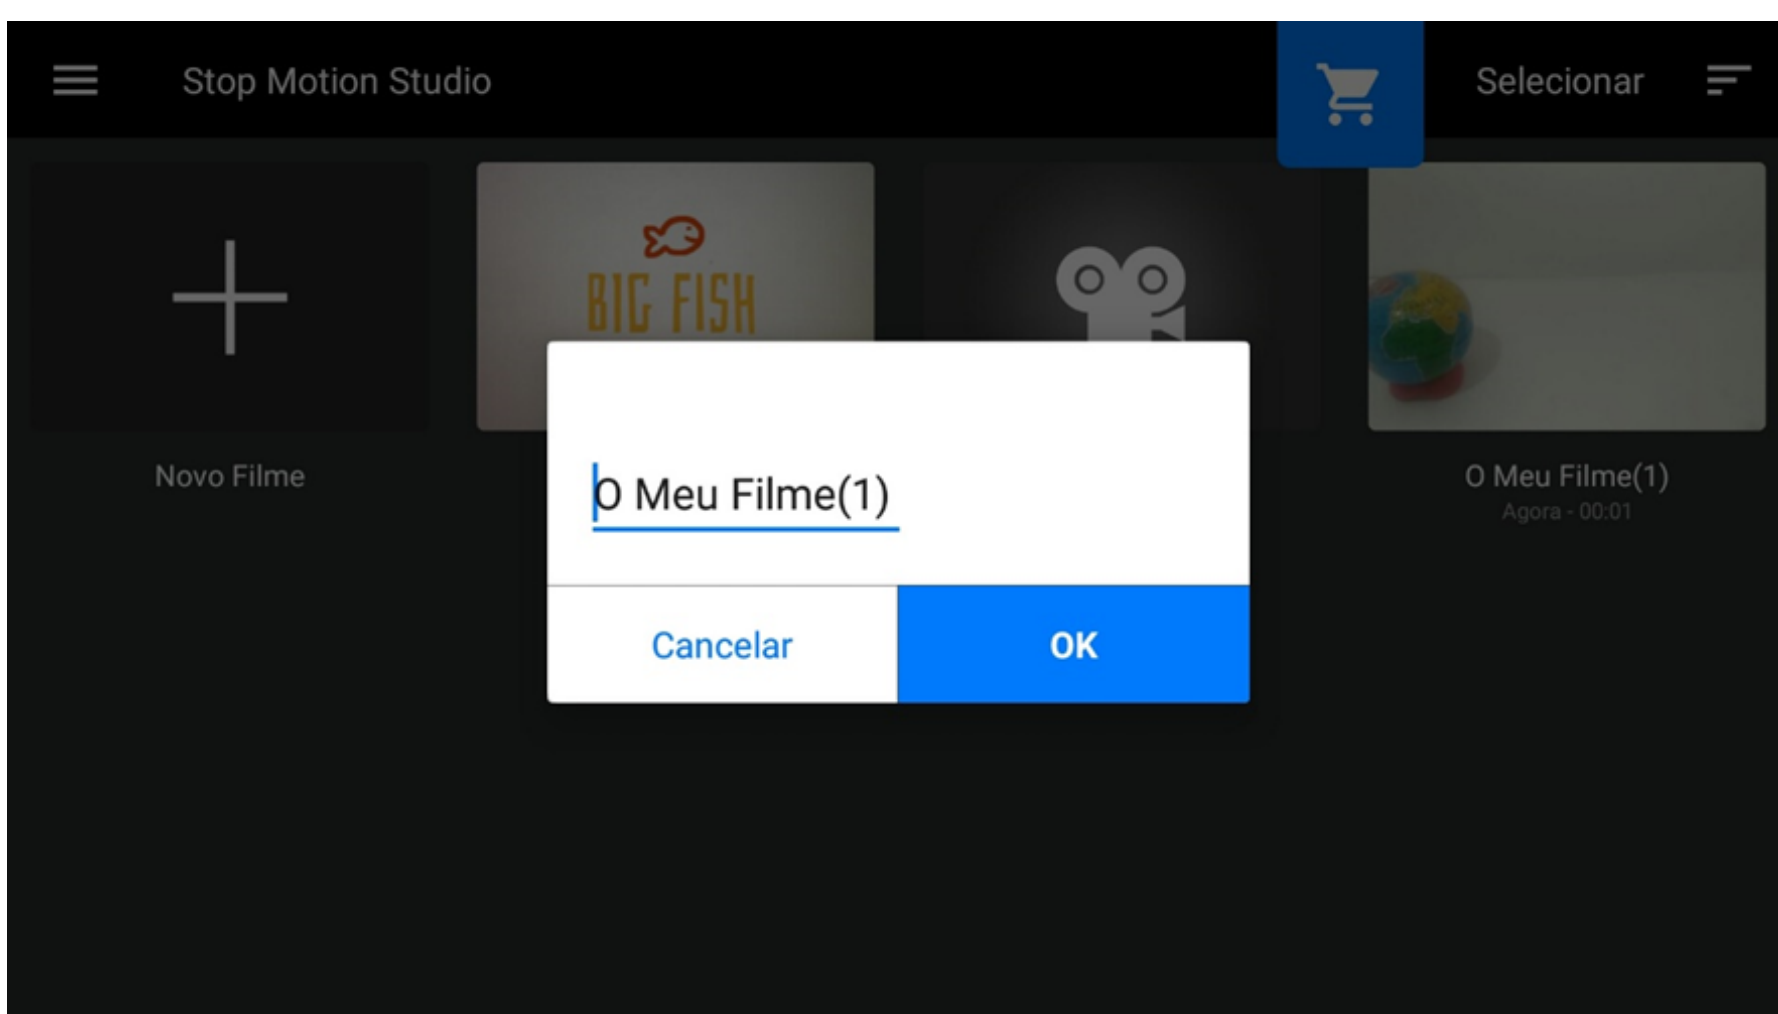 Stop Motion Studio
Selecionar
BIG FISH
Novo Filme
O Meu Filme(1)
Agora - 00:01
O Meu Filme(1)
Cancelar
OK